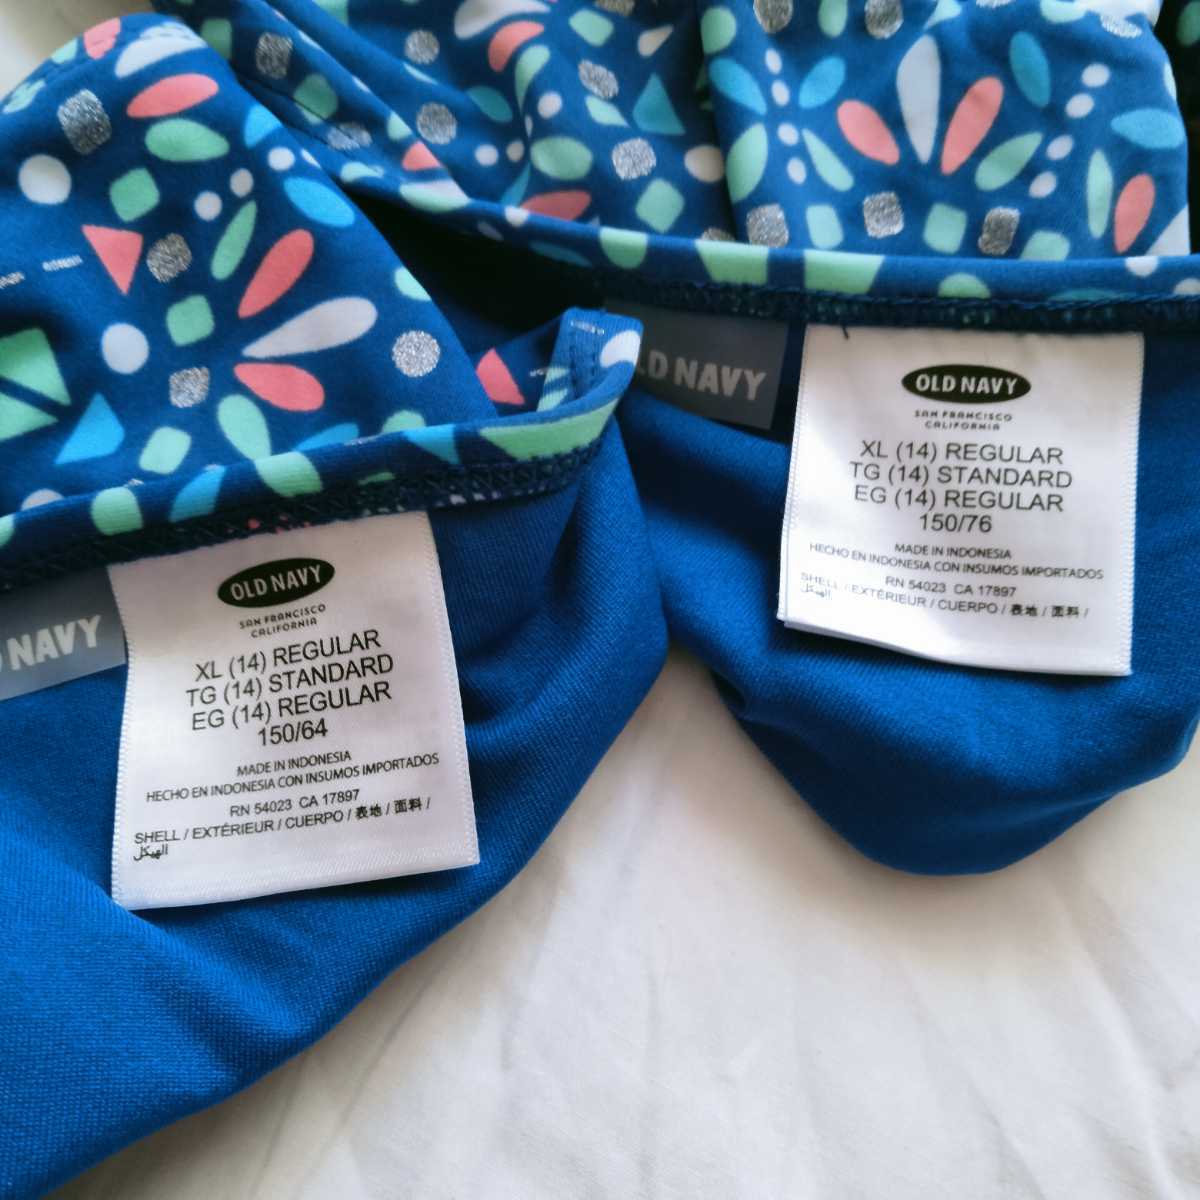 OLD NAVY
SAN FRANCISCO
CALIFORNIA
XL (14) REGULAR
TG (14) STANDARD
EG (14) REGULAR
150/64
MADE IN INDONESIA
HECHO EN INDONESIA CON INSUMOS IMPORTADOS
RN 54023 CA 17897
SHELL / EXTÉRIEUR / CUERPO / 表地 / 面料 /
الهيكل
NAVY
LD NAVY
OLD NAVY
SAN FRANCISCO
CALIFORNIA
XL (14) REGULAR
TG (14) STANDARD
EG (14) REGULAR
150/76
MADE IN INDONESIA
HECHO EN INDONESIA CON INSUMOS IMPORTADOS
RN 54023 CA 17897
SHELL / EXTÉRIEUR / CUERPO / 表地 / 面料 /
الهيكل